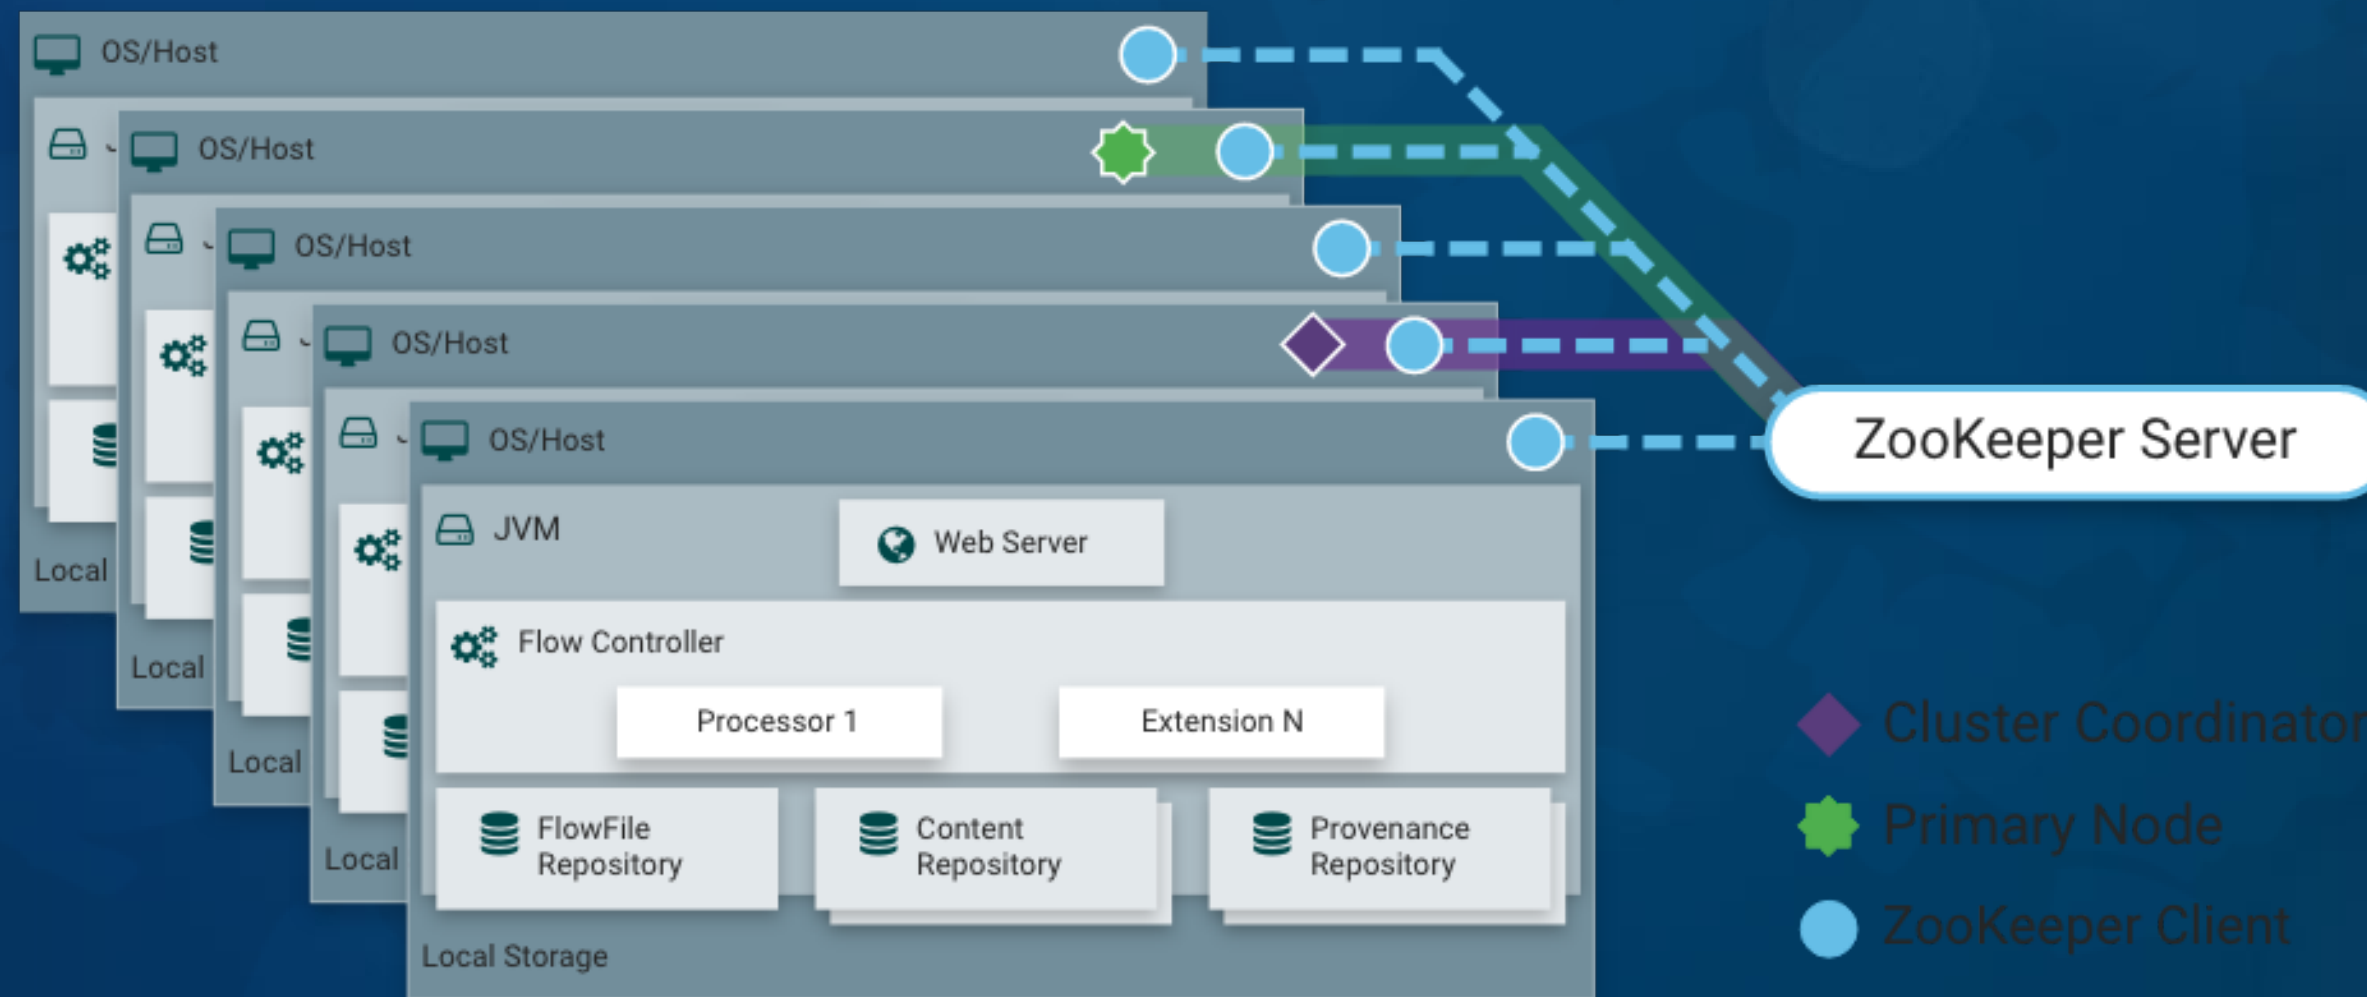 OS/Host
OS/Host
OS/Host
OS/Host
OS/Host
ZooKeeper Server
JVM
Web Server
Flow Controller
Processor 1
Extension N
FlowFile
Repository
Content
Repository
Provenance
Repository
Local
Local
Local
Local
Local Storage
Cluster Coordinator
Primary Node
ZooKeeper Client